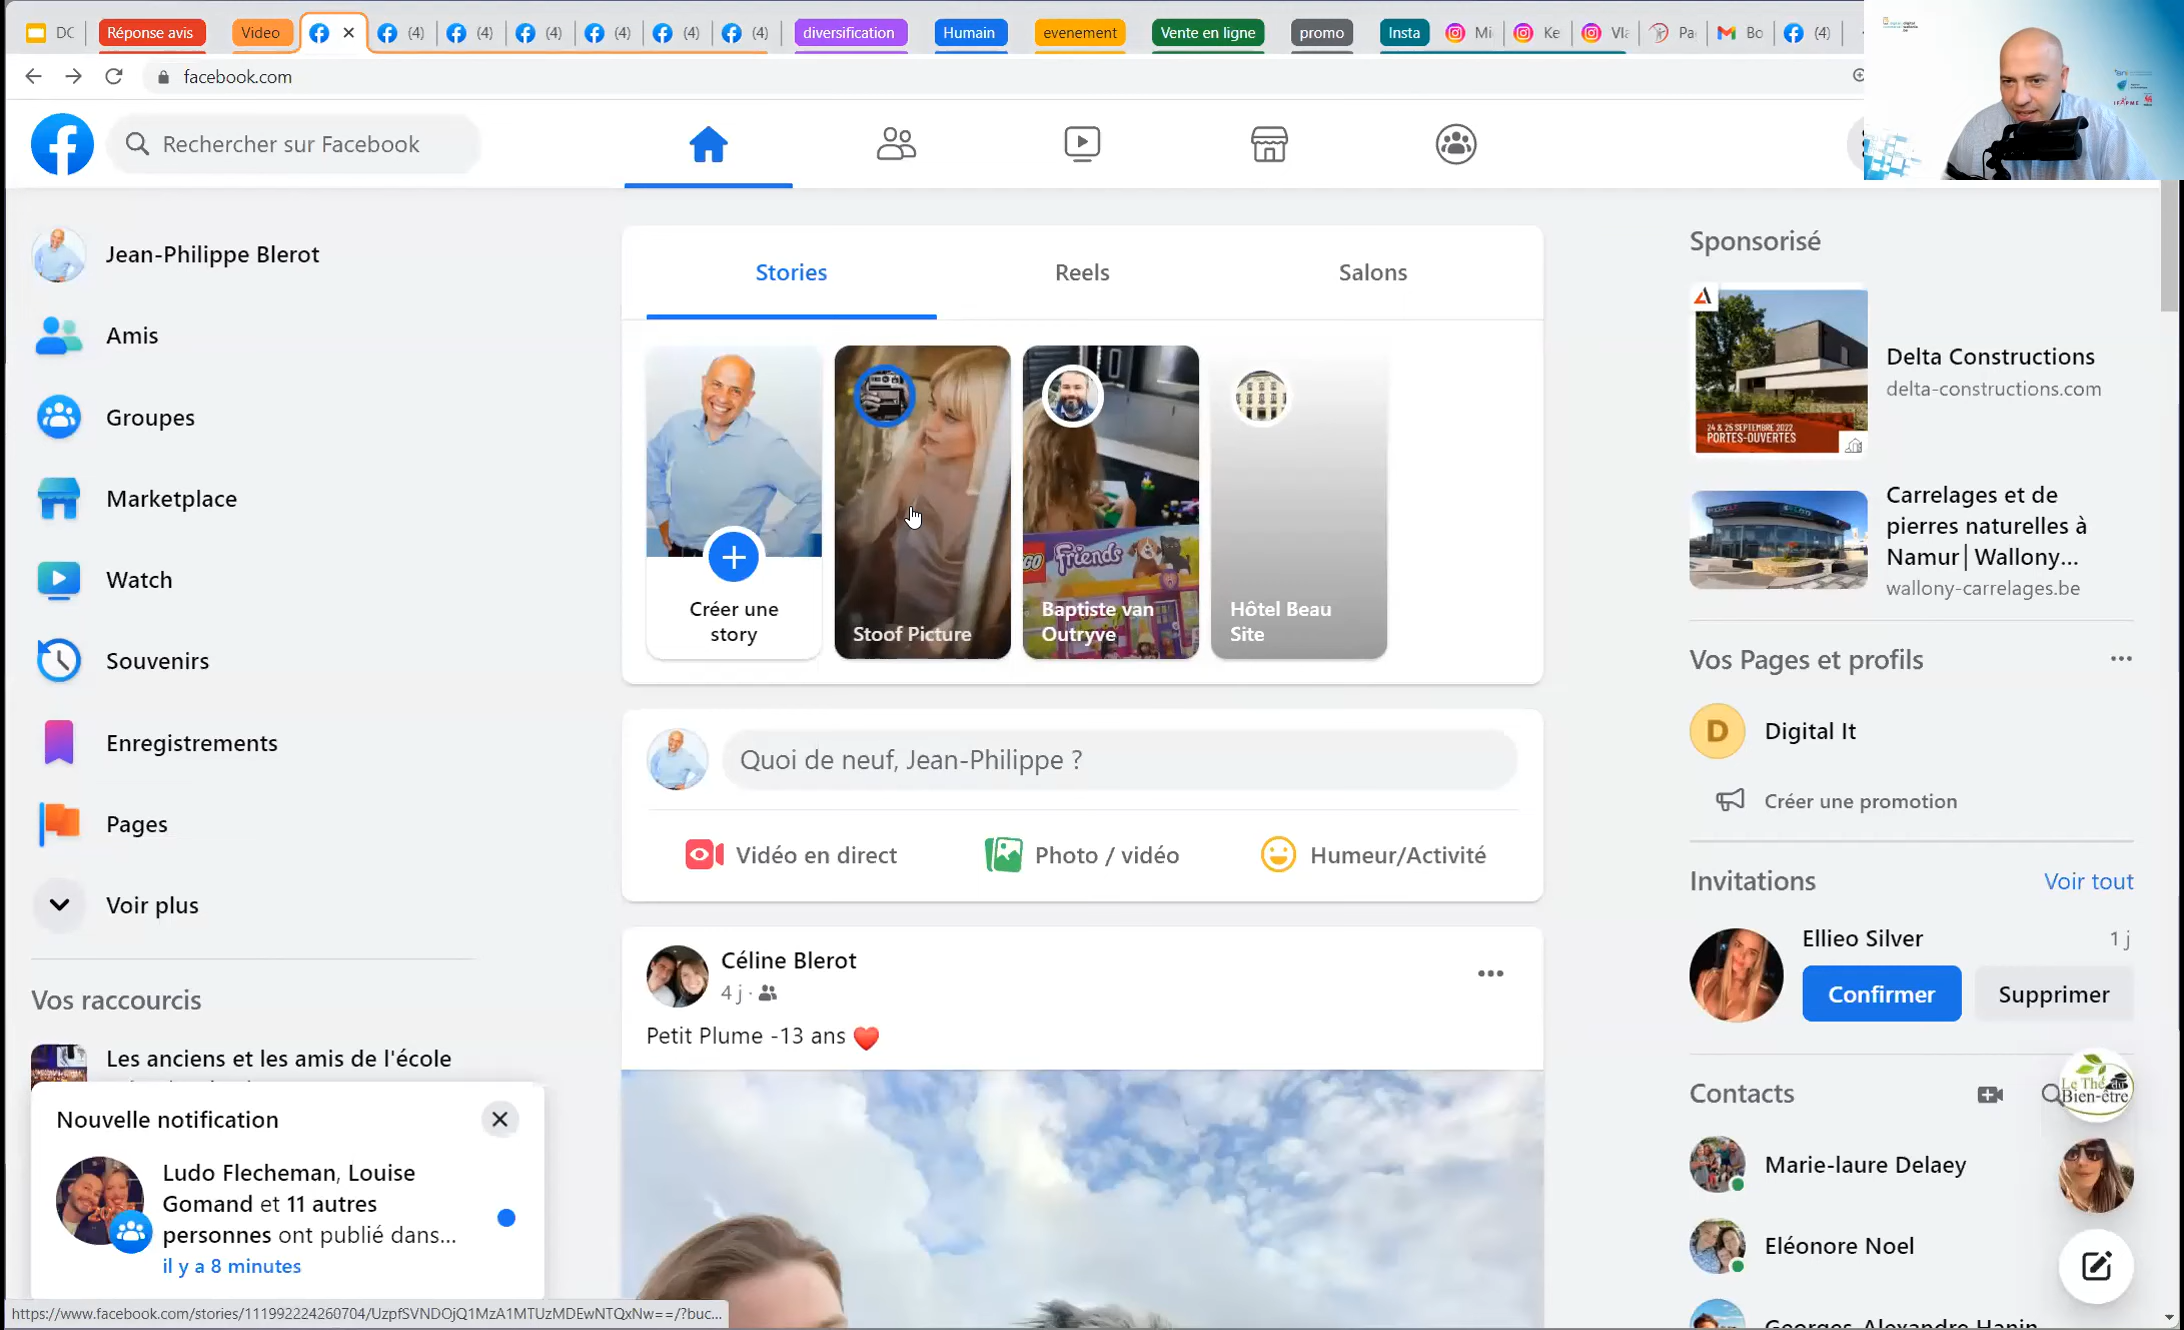 DC
Réponse avis
Video
(4)
(4)
(4)
(4)
(4)
(4)
diversification
Humain
evenement
Vente en ligne
promo
Insta
Mi
Ke
Vla
Pa
Bo
(4)
facebook.com
Rechercher sur Facebook
Jean-Philippe Blerot
Amis
Groupes
Marketplace
Watch
Souvenirs
Enregistrements
Pages
Voir plus
Vos raccourcis
Les anciens et les amis de l'école
Nouvelle notification
Ludo Flecheman, Louise
Gomand et 11 autres
personnes ont publié dans...
il y a 8 minutes
https://www.facebook.com/stories/111992224260704/UzpfSVNDOjQ1MzA1MTUzMDEwNTQxNw==/?buc...
Stories
Reels
Salons
Créer une
story
Stoof Picture
Friends
Baptiste van
Outryve
Hôtel Beau
Site
Quoi de neuf, Jean-Philippe ?
Vidéo en direct
Photo / vidéo
Humeur/Activité
Céline Blerot
4 j ·
Petit Plume -13 ans
Sponsorisé
24 & 25 SEPTEMBRE 2022
PORTES-OUVERTES
Delta Constructions
delta-constructions.com
Carrelages et de
pierres naturelles à
Namur | Wallony...
wallony-carrelages.be
Vos Pages et profils
D
Digital It
Créer une promotion
Invitations
Voir tout
Ellieo Silver
1 j
Confirmer
Supprimer
Contacts
Le Thé du
Bien-être
Marie-laure Delaey
Eléonore Noel
Georges-Alexandre Hanin
IFAPME